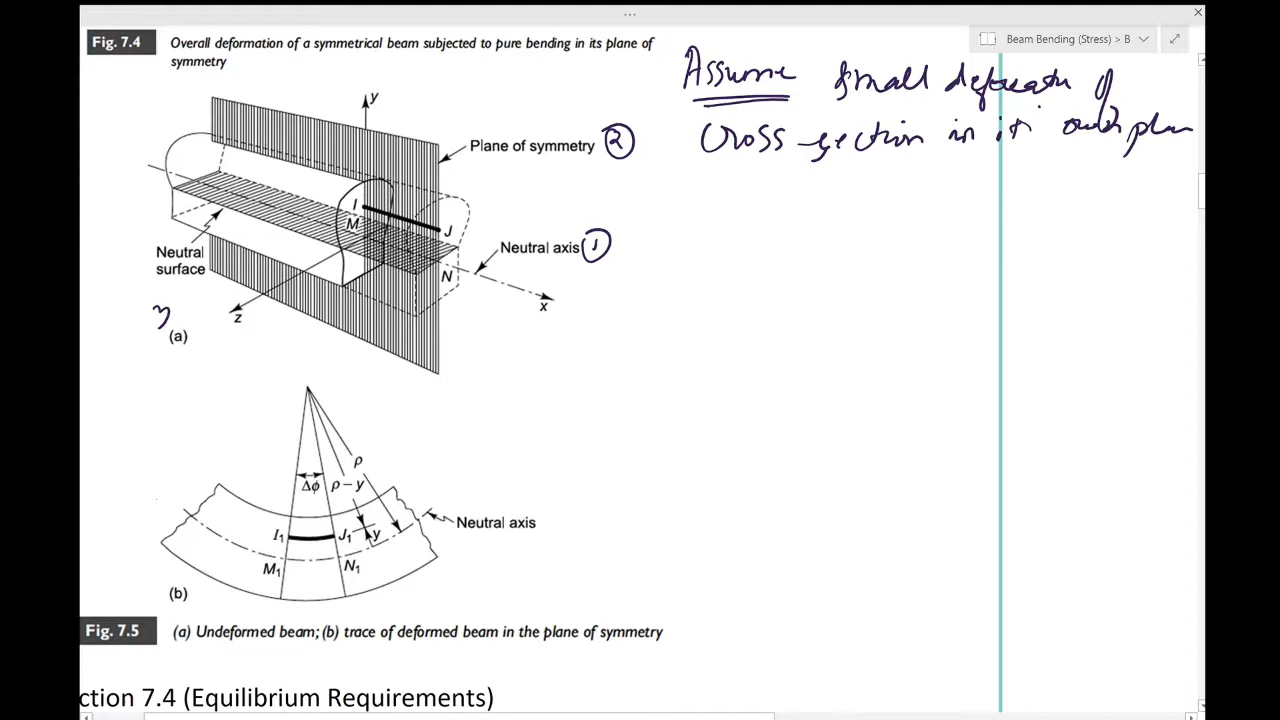 Beam Bending (Stress) > B
Fig. 7.4 Overall deformation of a symmetrical beam subjected to pure bending in its plane of
symmetry
Assume small of
cross-section in its plan
y
Plane of symmetry 2
I
M
J
Neutral axis 1
Neutral
surface
N
z
x
(a)
ρ
Δϕ ρ–y
Neutral axis
I1 J1 y
M1 N1
(b)
Fig. 7.5 (a) Undeformed beam; (b) trace of deformed beam in the plane of symmetry
ction 7.4 (Equilibrium Requirements)